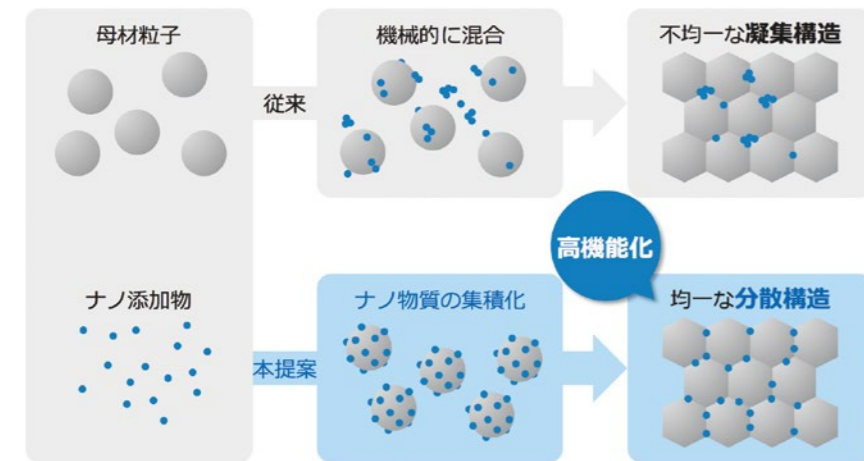 母材粒子
従来
機械的に混合
不均一な凝集構造
高機能化
ナノ添加物
本提案
ナノ物質の集積化
均一な分散構造